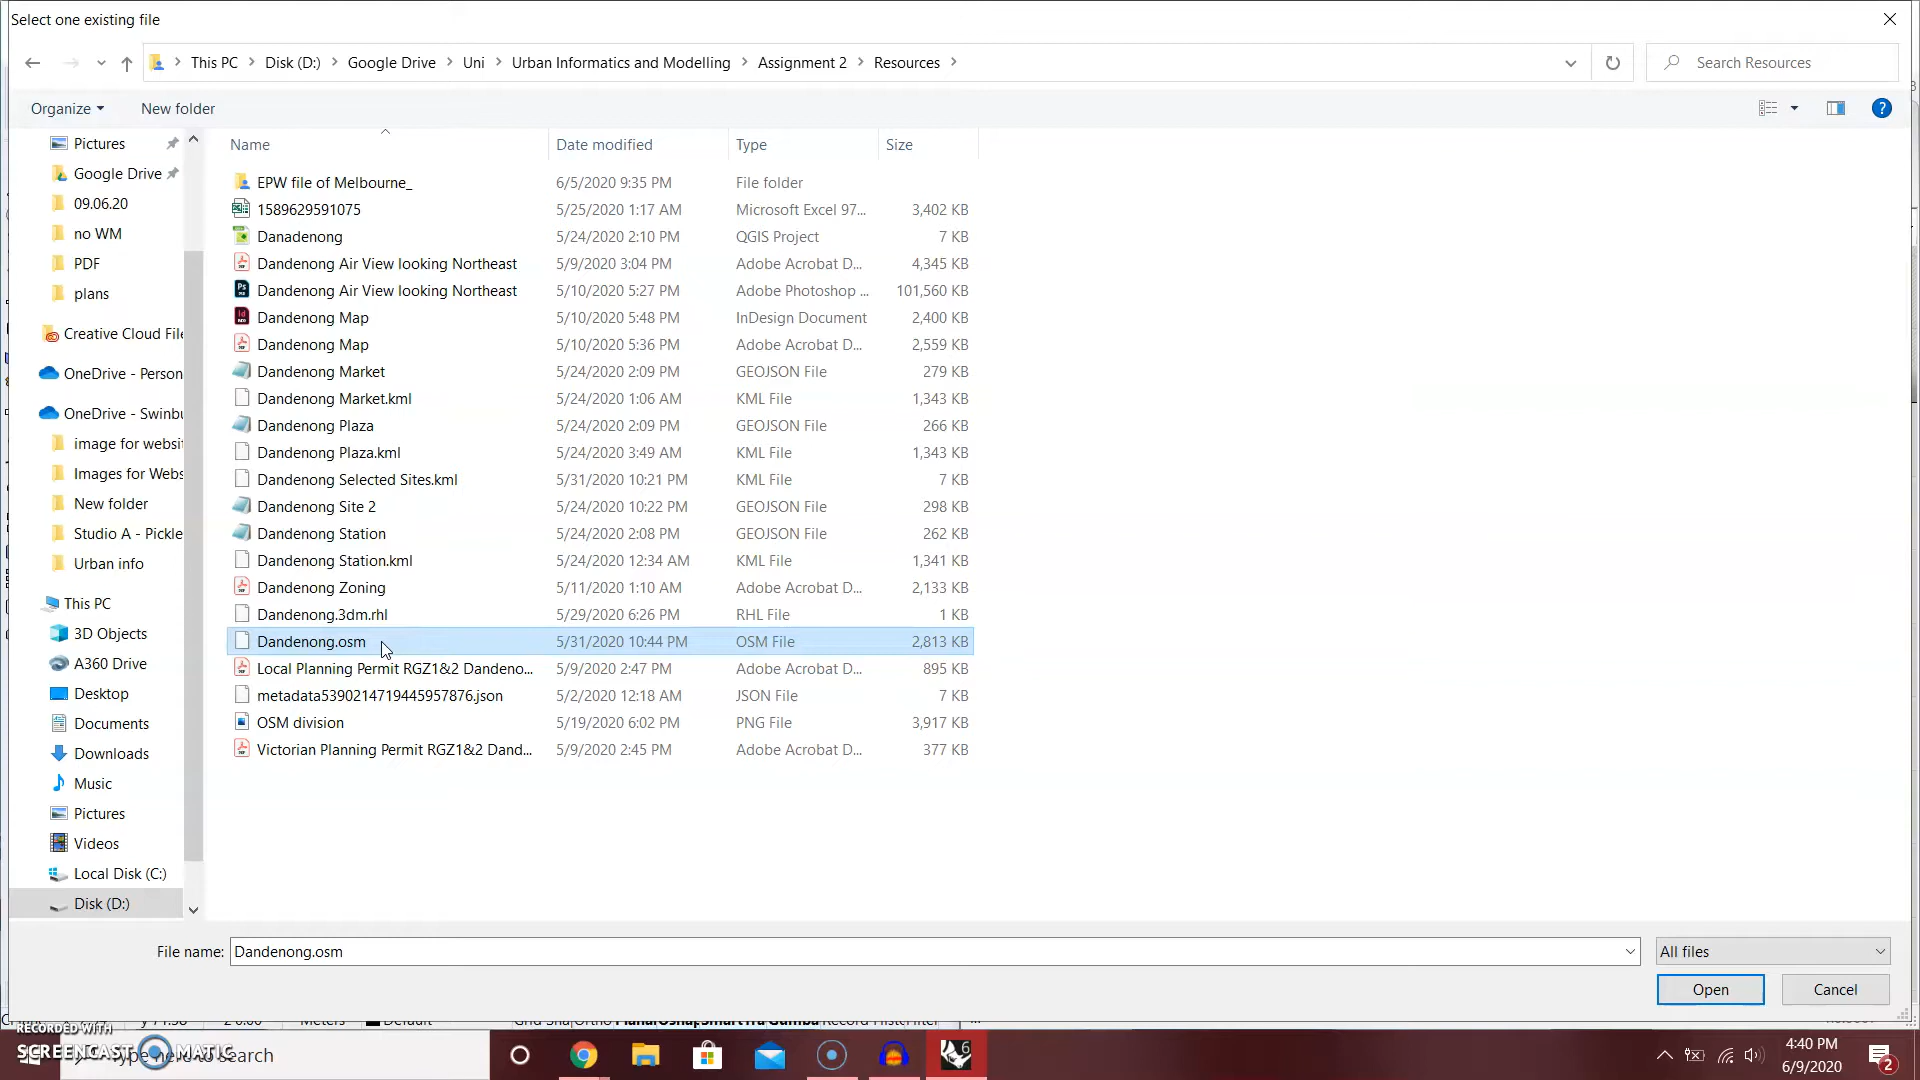 Select one existing file
This PC > Disk (D:) > Google Drive > Uni > Urban Informatics and Modelling > Assignment 2 > Resources >
Search Resources
Organize
New folder
Name Date modified Type Size
Pictures
Google Drive
09.06.20
no WM
PDF
plans
Creative Cloud File
OneDrive - Person
OneDrive - Swinbu
image for websit
Images for Webs
New folder
Studio A - Pickle
Urban info
This PC
3D Objects
A360 Drive
Desktop
Documents
Downloads
Music
Pictures
Videos
Local Disk (C:)
Disk (D:)
EPW file of Melbourne_ 6/5/2020 9:35 PM File folder
1589629591075 5/25/2020 1:17 AM Microsoft Excel 97... 3,402 KB
Danadenong 5/24/2020 2:10 PM QGIS Project 7 KB
Dandenong Air View looking Northeast 5/9/2020 3:04 PM Adobe Acrobat D... 4,345 KB
Dandenong Air View looking Northeast 5/10/2020 5:27 PM Adobe Photoshop ... 101,560 KB
Dandenong Map 5/10/2020 5:48 PM InDesign Document 2,400 KB
Dandenong Map 5/10/2020 5:36 PM Adobe Acrobat D... 2,559 KB
Dandenong Market 5/24/2020 2:09 PM GEOJSON File 279 KB
Dandenong Market.kml 5/24/2020 1:06 AM KML File 1,343 KB
Dandenong Plaza 5/24/2020 2:09 PM GEOJSON File 266 KB
Dandenong Plaza.kml 5/24/2020 3:49 AM KML File 1,343 KB
Dandenong Selected Sites.kml 5/31/2020 10:21 PM KML File 7 KB
Dandenong Site 2 5/24/2020 10:22 PM GEOJSON File 298 KB
Dandenong Station 5/24/2020 2:08 PM GEOJSON File 262 KB
Dandenong Station.kml 5/24/2020 12:34 AM KML File 1,341 KB
Dandenong Zoning 5/11/2020 1:10 AM Adobe Acrobat D... 2,133 KB
Dandenong.3dm.rhl 5/29/2020 6:26 PM RHL File 1 KB
Dandenong.osm 5/31/2020 10:44 PM OSM File 2,813 KB
Local Planning Permit RGZ1&2 Dandeno... 5/9/2020 2:47 PM Adobe Acrobat D... 895 KB
metadata5390214719445957876.json 5/2/2020 12:18 AM JSON File 7 KB
OSM division 5/19/2020 6:02 PM PNG File 3,917 KB
Victorian Planning Permit RGZ1&2 Dand... 5/9/2020 2:45 PM Adobe Acrobat D... 377 KB
File name: Dandenong.osm
All files
Open Cancel
RECORDED WITH
SCREENCAST MATIC
Type here to search
4:40 PM
6/9/2020
2